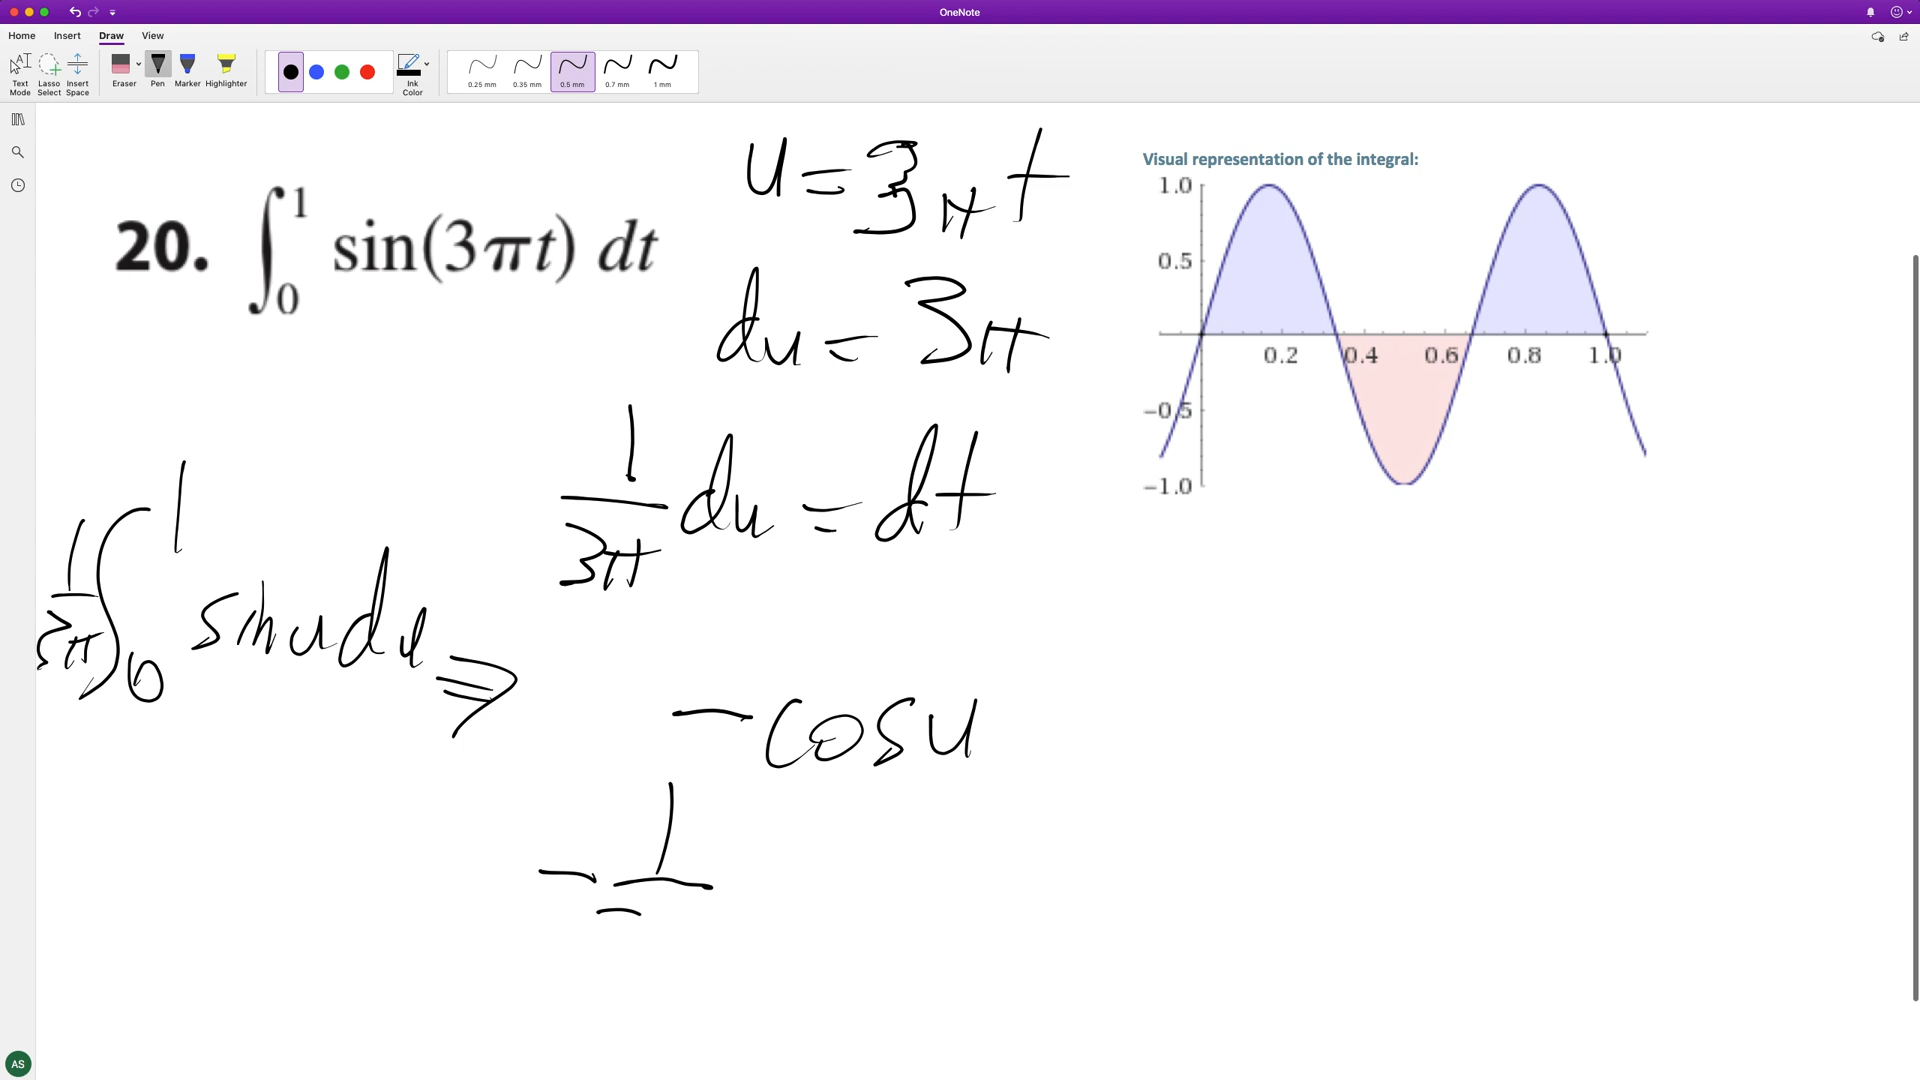 OneNote
Home Insert Draw View
Text Mode
Lasso Select
Insert Space
Eraser
Pen
Marker
Highlighter
Ink Color
0.25 mm
0.35 mm
0.5 mm
0.7 mm
1 mm
20. ∫₀¹ sin(3πt) dt
u = 3πt
du = 3π
1/3π du = dt
1/3π ∫₀¹ sin u du ⇒
- cos u
- 1
Visual representation of the integral:
1.0
0.5
0.2 0.4 0.6 0.8 1.0
−0.5
−1.0
AS